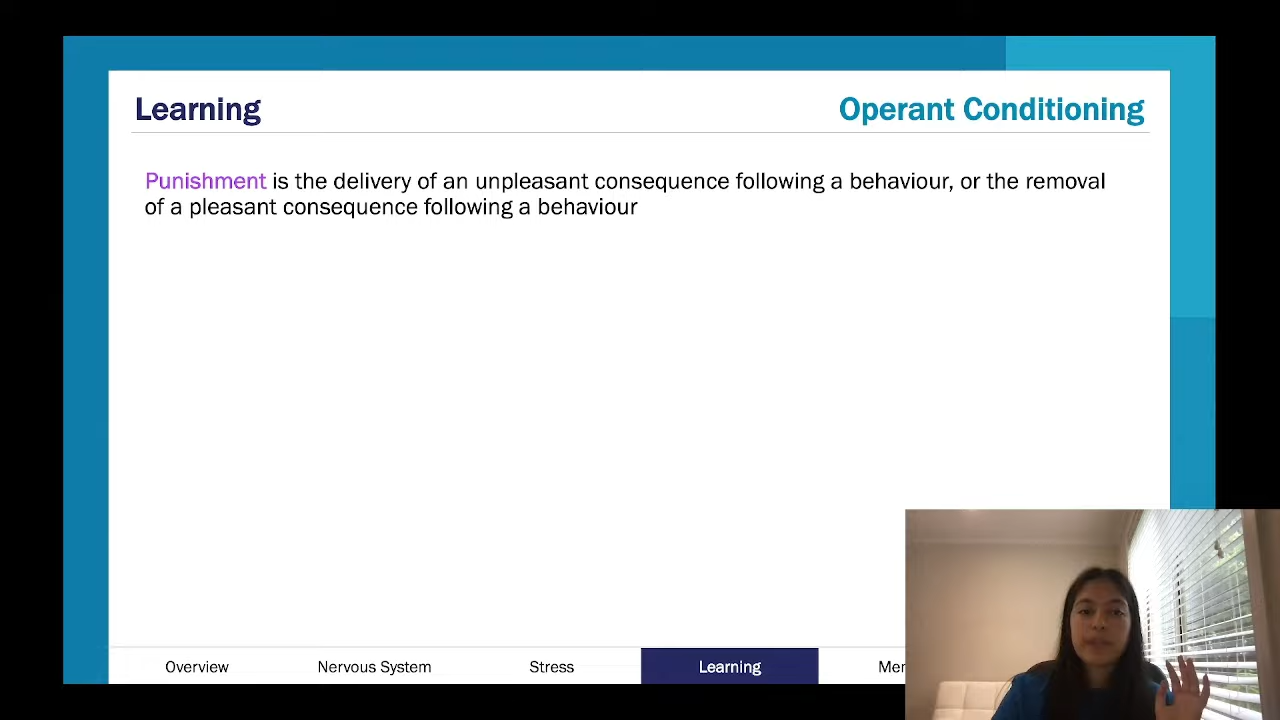 Learning
Operant Conditioning
Punishment is the delivery of an unpleasant consequence following a behaviour, or the removal
of a pleasant consequence following a behaviour
Overview
Nervous System
Stress
Learning